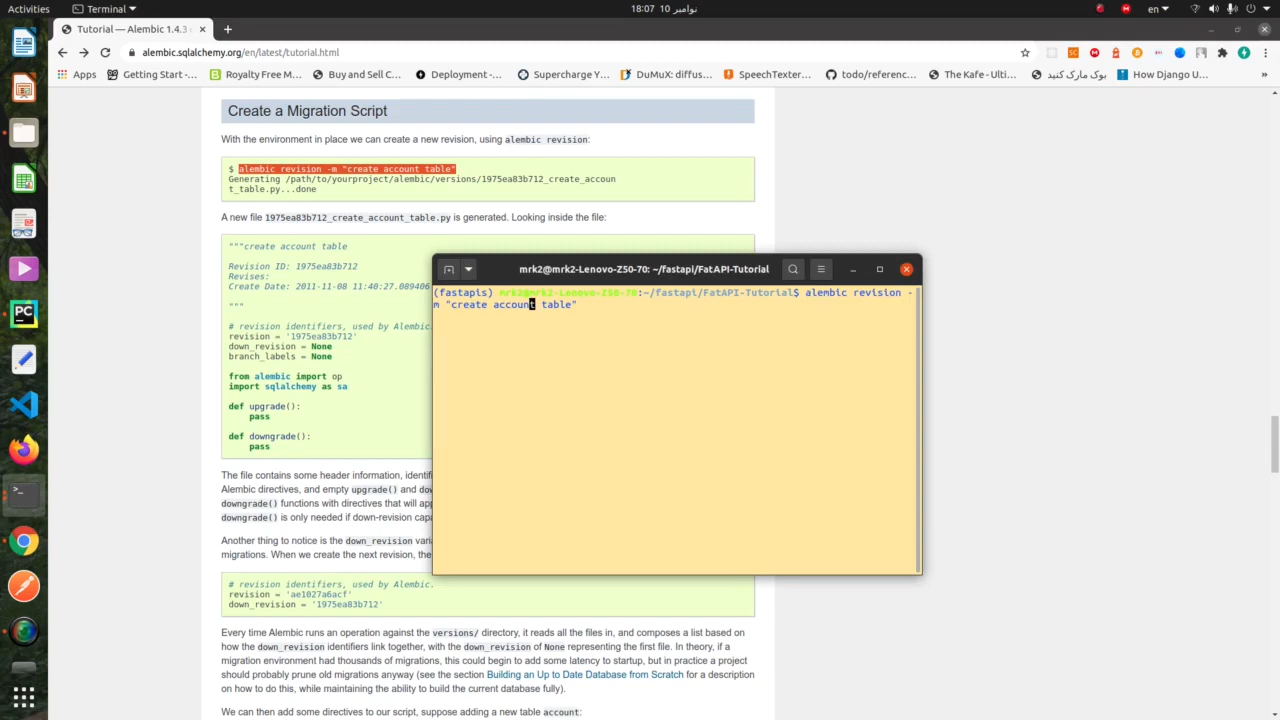 Activities
Terminal
18:07 10 نوامبر
en
Tutorial — Alembic 1.4.3
alembic.sqlalchemy.org/en/latest/tutorial.html
Apps
Getting Start -...
Royalty Free M...
Buy and Sell C...
Deployment -...
Supercharge Y...
DuMuX: diffus...
SpeechTexter...
todo/referenc...
The Kafe - Ulti...
بوک مارک کنید
How Django U...
»
Create a Migration Script
With the environment in place we can create a new revision, using alembic revision:
$ alembic revision -m "create account table"
Generating /path/to/yourproject/alembic/versions/1975ea83b712_create_accoun
t_table.py...done
A new file 1975ea83b712_create_account_table.py is generated. Looking inside the file:
"""create account table
Revision ID: 1975ea83b712
Revises:
Create Date: 2011-11-08 11:40:27.089406
"""
# revision identifiers, used by Alembic.
revision = '1975ea83b712'
down_revision = None
branch_labels = None
from alembic import op
import sqlalchemy as sa
def upgrade():
pass
def downgrade():
pass
mrk2@mrk2-Lenovo-Z50-70: ~/fastapi/FatAPI-Tutorial
(fastapis) mrk2@mrk2-Lenovo-Z50-70:~/fastapi/FatAPI-Tutorial$ alembic revision -
m "create account table"
The file contains some header information, identifi
Alembic directives, and empty upgrade() and dow
downgrade() functions with directives that will app
downgrade() is only needed if down-revision capa
Another thing to notice is the down_revision varia
migrations. When we create the next revision, the
# revision identifiers, used by Alembic.
revision = 'ae1027a6acf'
down_revision = '1975ea83b712'
Every time Alembic runs an operation against the versions/ directory, it reads all the files in, and composes a list based on
how the down_revision identifiers link together, with the down_revision of None representing the first file. In theory, if a
migration environment had thousands of migrations, this could begin to add some latency to startup, but in practice a project
should probably prune old migrations anyway (see the section Building an Up to Date Database from Scratch for a description
on how to do this, while maintaining the ability to build the current database fully).
We can then add some directives to our script, suppose adding a new table account: